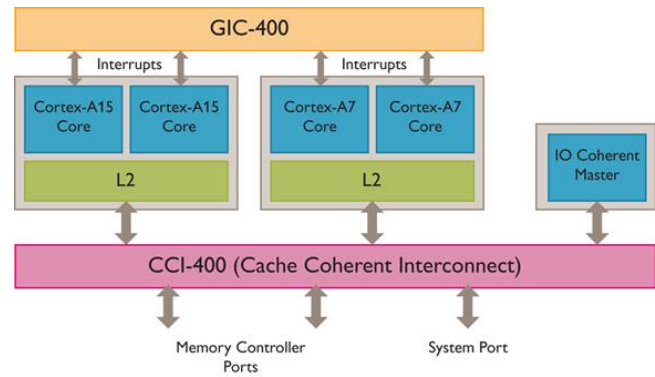 GIC-400
Interrupts
Interrupts
Cortex-A15
Core
Cortex-A15
Core
Cortex-A7
Core
Cortex-A7
Core
IO Coherent
Master
L2
L2
CCI-400 (Cache Coherent Interconnect)
Memory Controller
Ports
System Port